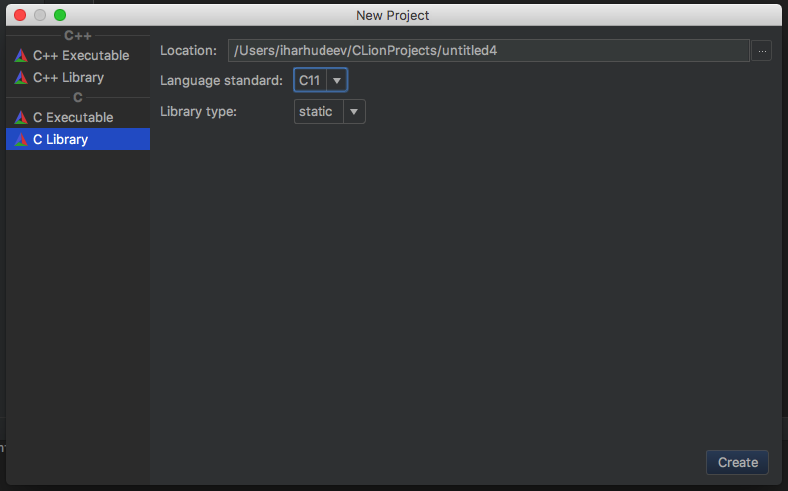 New Project
C++
C++ Executable
C++ Library
C
C Executable
C Library
Location: /Users/iharhudeev/CLionProjects/untitled4 ...
Language standard: C11
Library type: static
Create